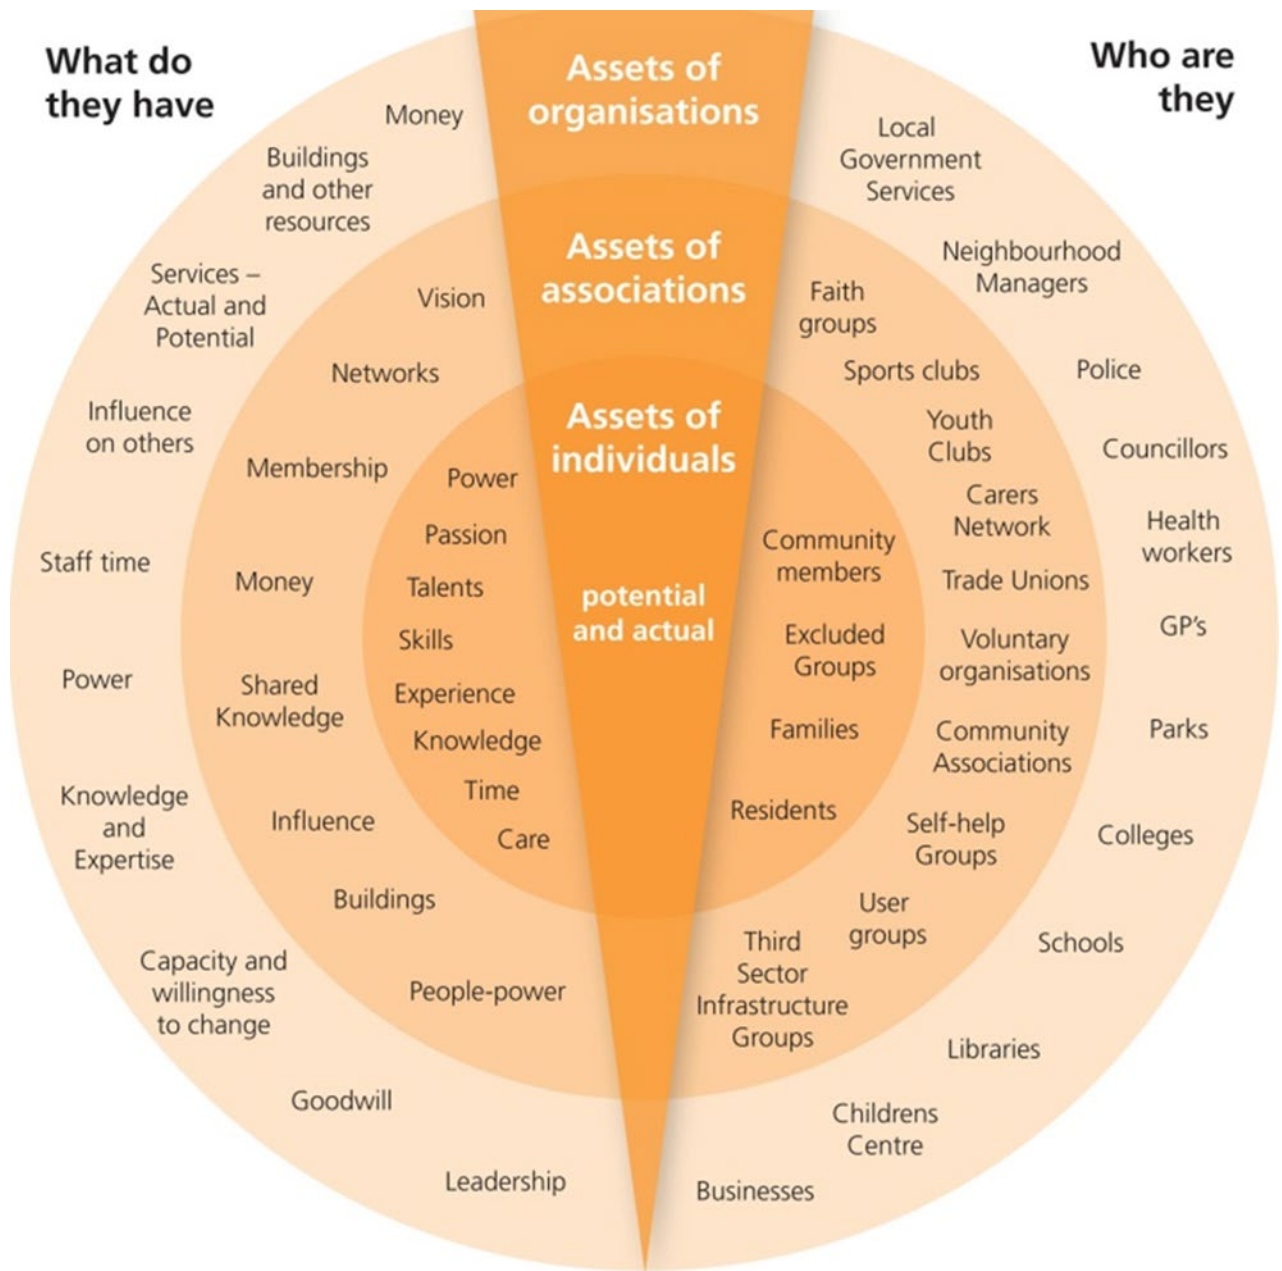 What do
they have
Who are
they
Assets of
organisations
Assets of
associations
Assets of
individuals
potential
and actual
Money
Buildings
and other
resources
Services –
Actual and
Potential
Influence
on others
Staff time
Power
Knowledge
and
Expertise
Capacity and
willingness
to change
Goodwill
Leadership
Vision
Networks
Membership
Money
Shared
Knowledge
Influence
Buildings
People-power
Power
Passion
Talents
Skills
Experience
Knowledge
Time
Care
Community
members
Excluded
Groups
Families
Residents
Faith
groups
Sports clubs
Youth
Clubs
Carers
Network
Trade Unions
Voluntary
organisations
Community
Associations
Self-help
Groups
User
groups
Third
Sector
Infrastructure
Groups
Local
Government
Services
Neighbourhood
Managers
Police
Councillors
Health
workers
GP’s
Parks
Colleges
Schools
Libraries
Childrens
Centre
Businesses